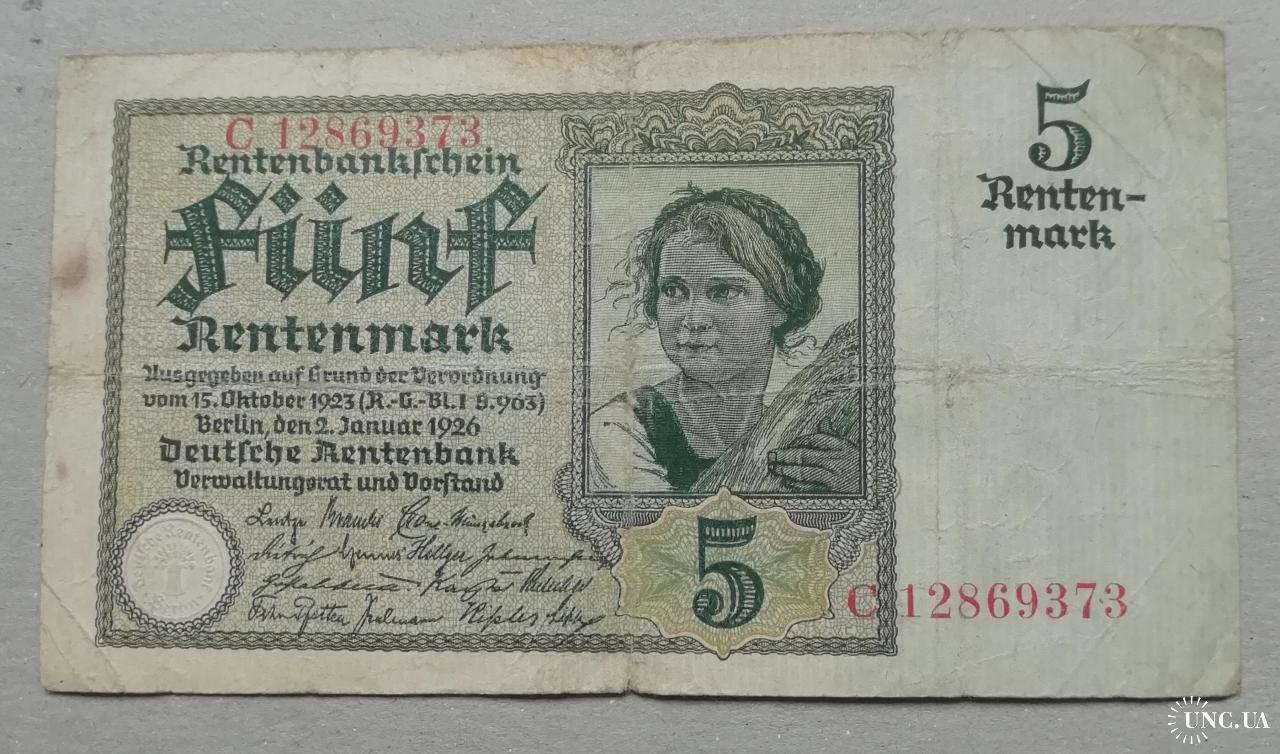 C 12869373
Rentenbankschein
Fünf
Rentenmark
Ausgegeben auf Grund der Verordnung
vom 15. Oktober 1923 (R.-G.-Bl. I S. 963)
Berlin, den 2. Januar 1926
Deutsche Rentenbank
Verwaltungsrat und Vorstand
5
Renten-
mark
5
C 12869373
UNC.UA